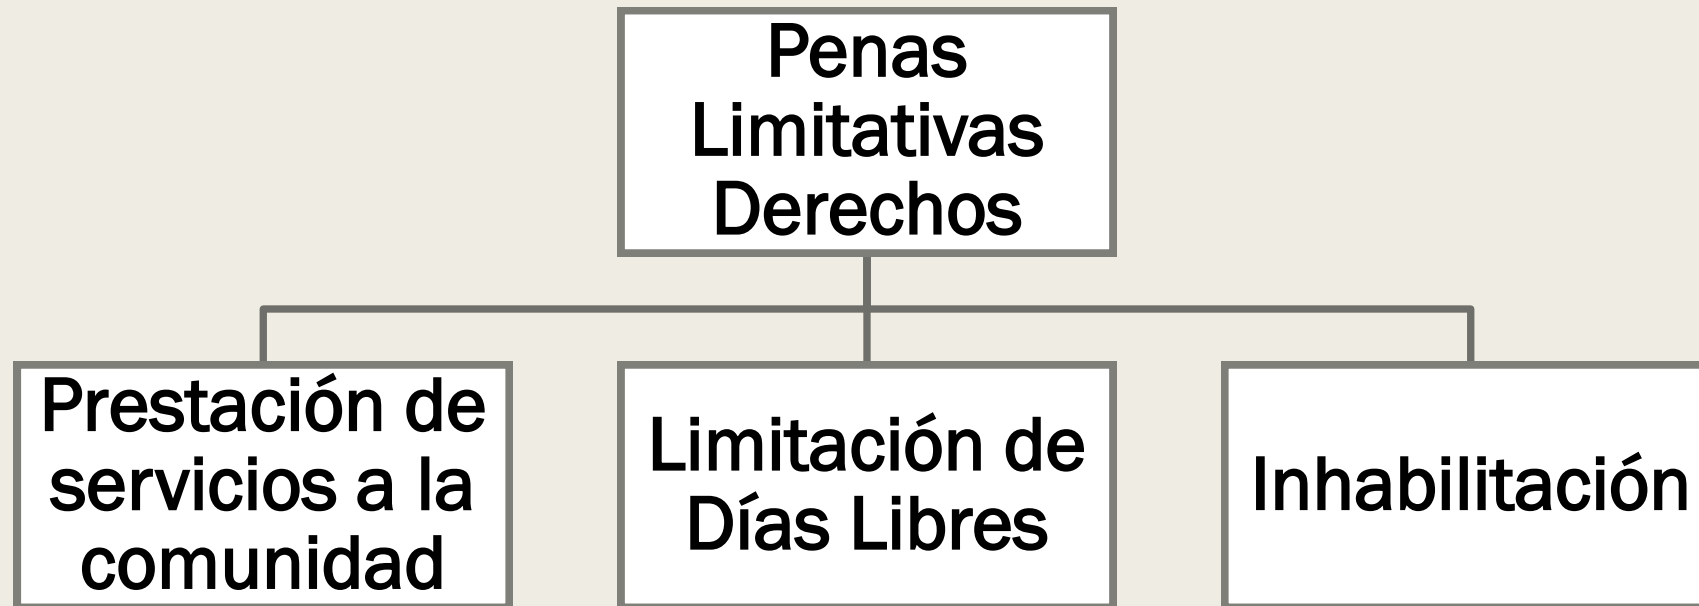 Penas
Limitativas
Derechos
Prestación de
servicios a la
comunidad
Limitación de
Días Libres
Inhabilitación